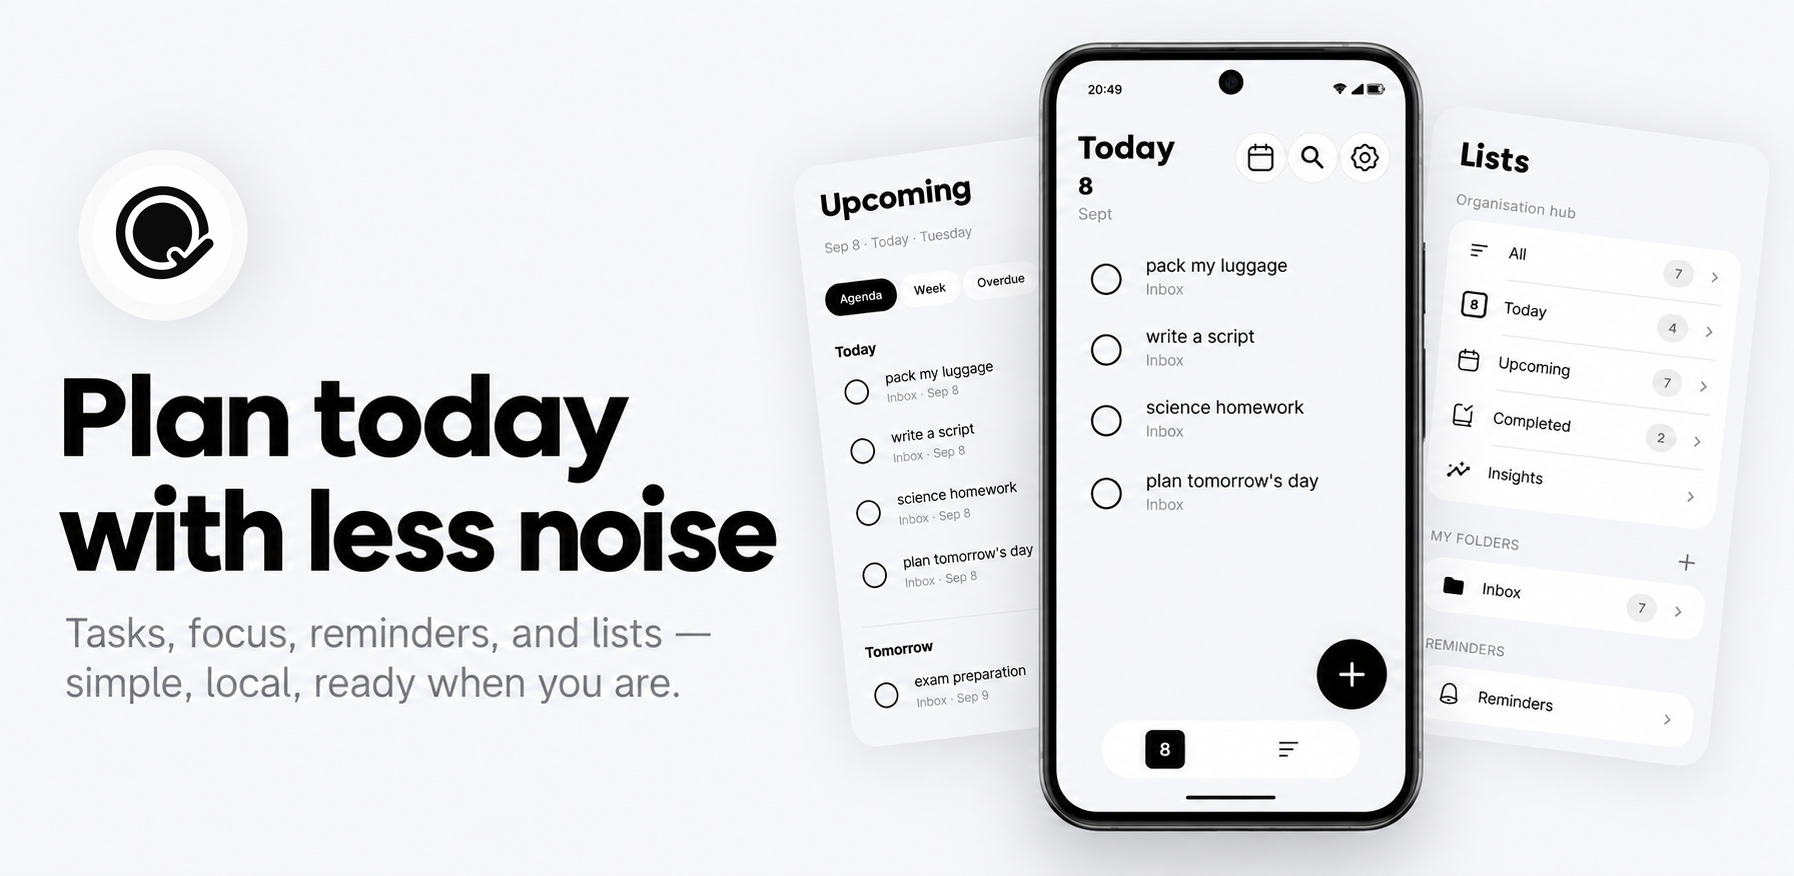 Plan today
with less noise
Tasks, focus, reminders, and lists —
simple, local, ready when you are.
Upcoming
Sep 8 · Today · Tuesday
Agenda
Week
Overdue
Today
pack my luggage
Inbox · Sep 8
write a script
Inbox · Sep 8
science homework
Inbox · Sep 8
plan tomorrow's day
Inbox · Sep 8
Tomorrow
exam preparation
Inbox · Sep 9
20:49
Today
8
Sept
pack my luggage
Inbox
write a script
Inbox
science homework
Inbox
plan tomorrow's day
Inbox
8
Lists
Organisation hub
All 7
8 Today 4
Upcoming 7
Completed 2
Insights
MY FOLDERS
Inbox 7
REMINDERS
Reminders